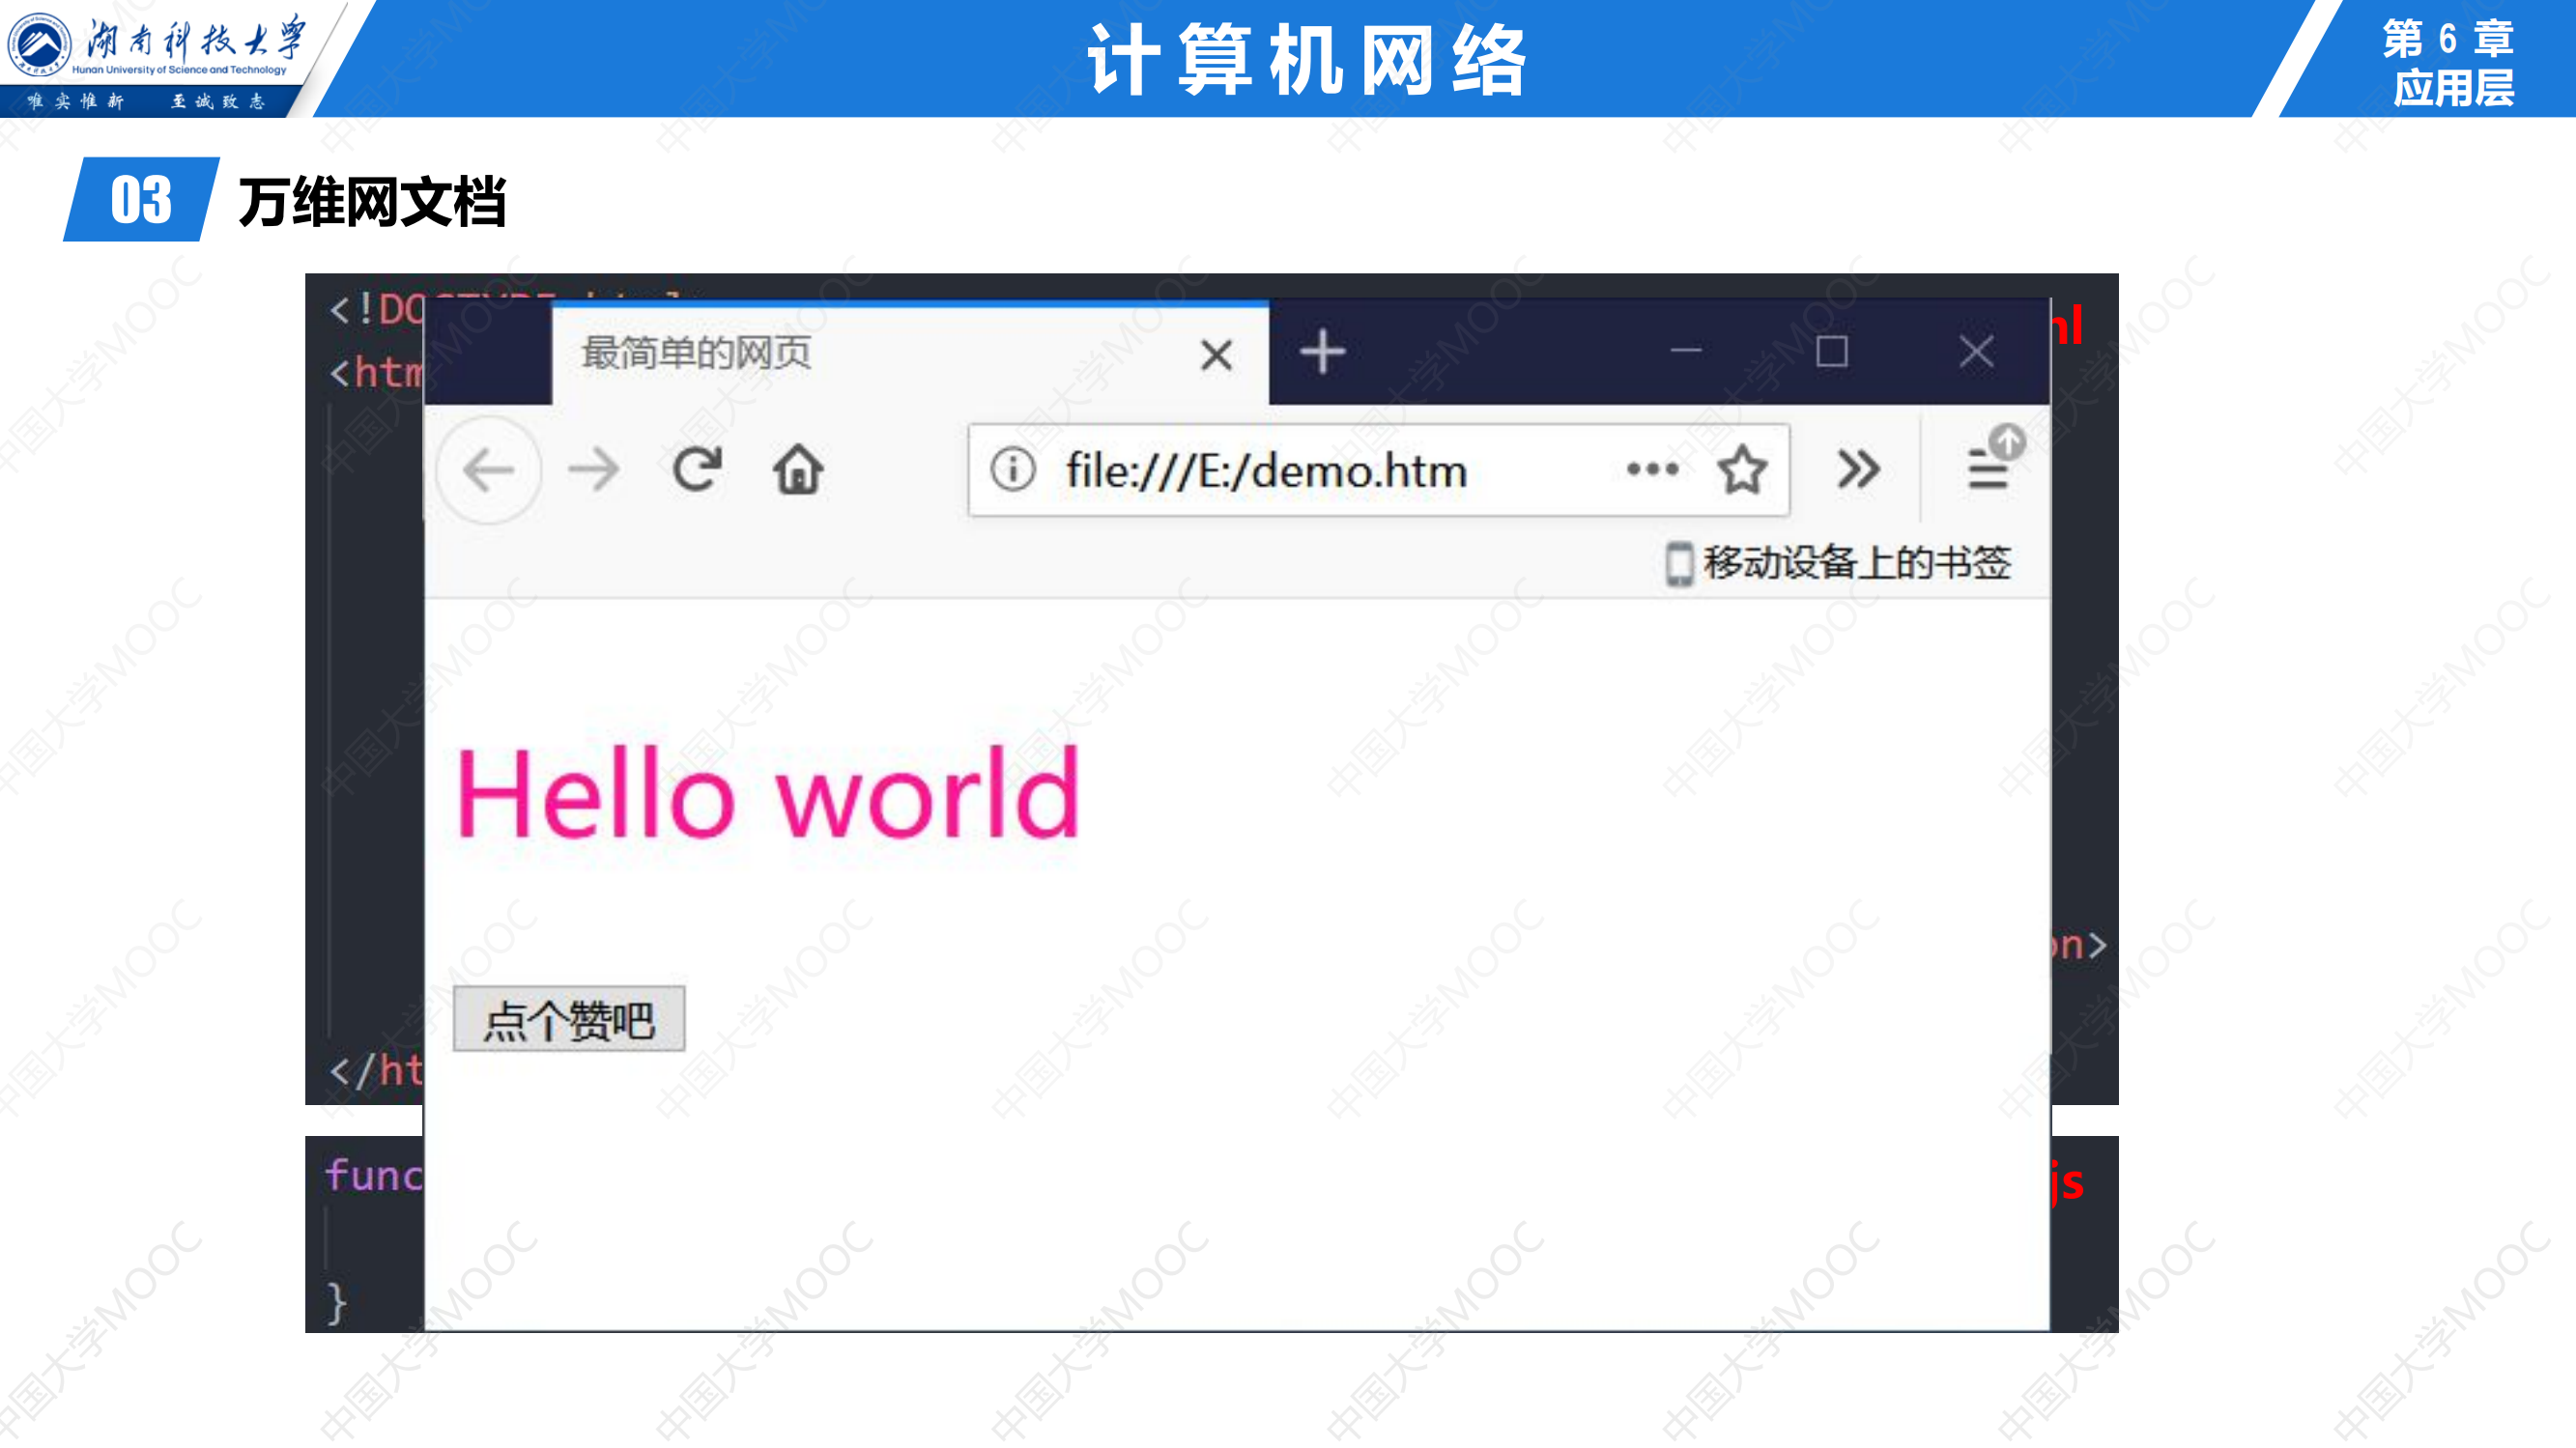 湖南科技大学
Hunan University of Science and Technology
唯实惟新 至诚致志
计算机网络
第 6 章
应用层
03 万维网文档
<!DO
<htm
nl
最简单的网页
file:///E:/demo.htm
移动设备上的书签
Hello world
on>
点个赞吧
</ht
func
js
}
中国大学MOOC